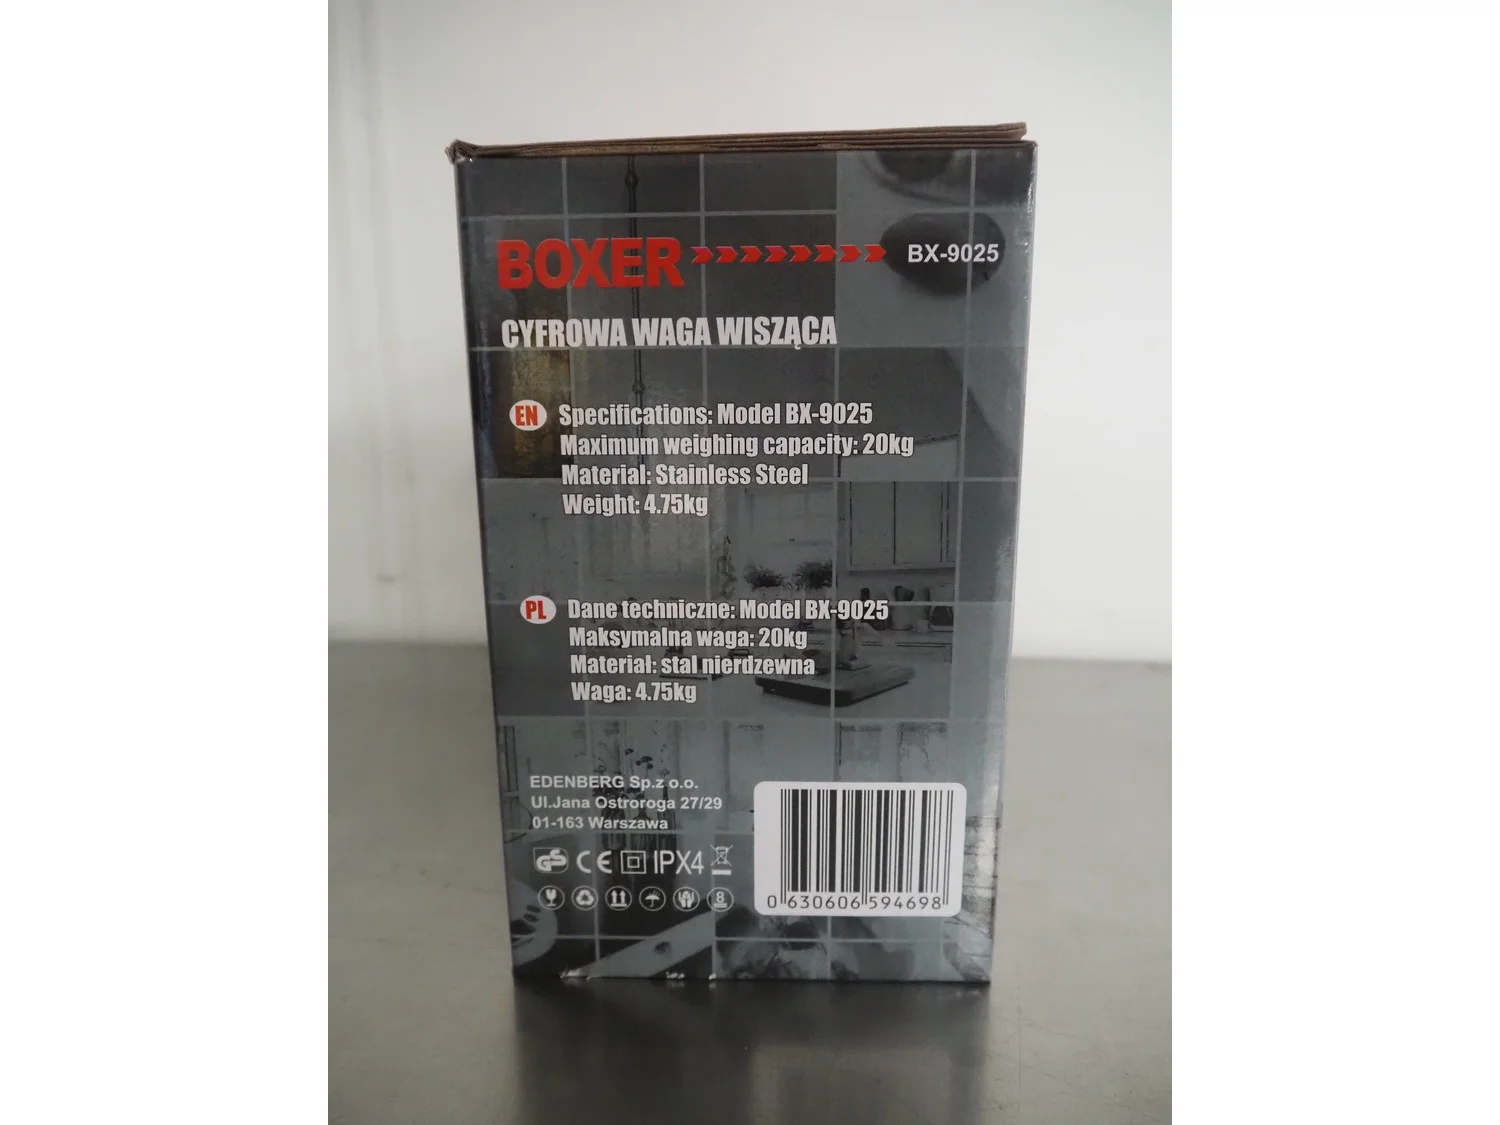 BOXER BX-9025
CYFROWA WAGA WISZĄCA
EN Specifications: Model BX-9025
Maximum weighing capacity: 20kg
Material: Stainless Steel
Weight: 4.75kg
PL Dane techniczne: Model BX-9025
Maksymalna waga: 20kg
Materiał: stal nierdzewna
Waga: 4.75kg
EDENBERG Sp.z o.o.
Ul.Jana Ostroroga 27/29
01-163 Warszawa
GS CE IPX4
8
0 630606 594698